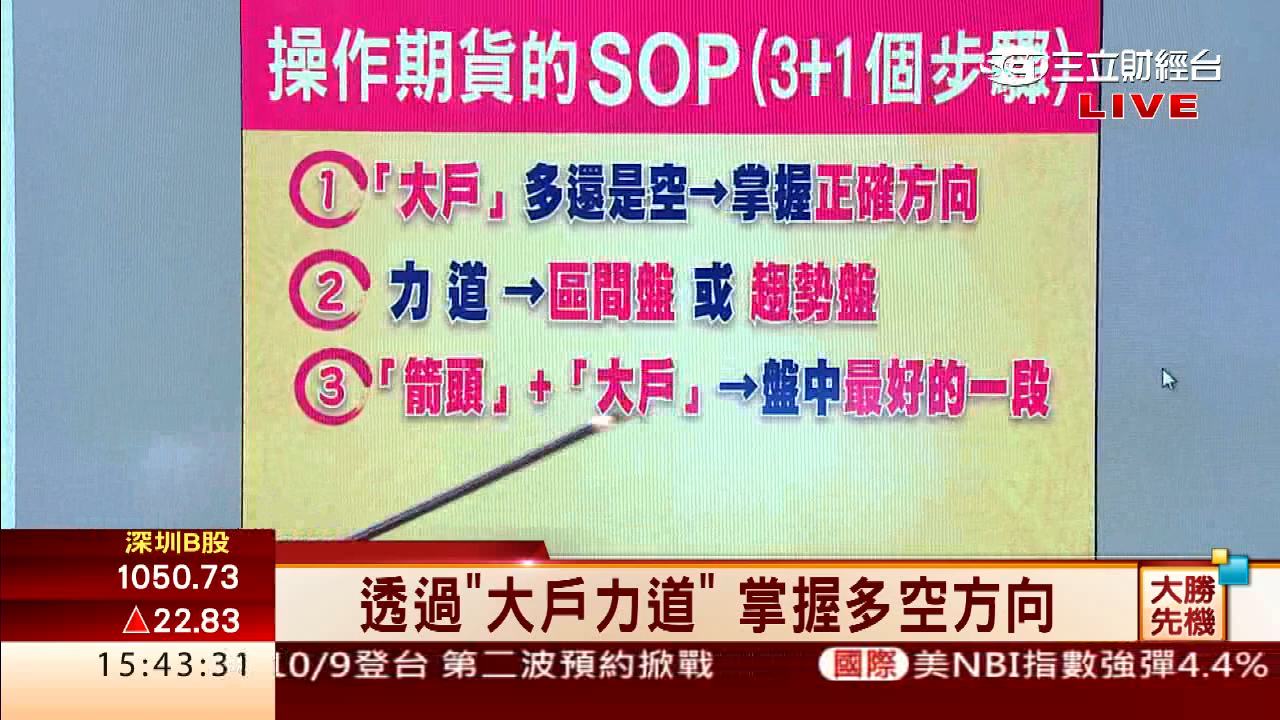 操作期貨的SOP(3+1個步驟)
三立財經台
LIVE
①「大戶」多還是空→掌握正確方向
② 力道→區間盤 或 趨勢盤
③「箭頭」+「大戶」→盤中最好的一段
深圳B股
1050.73
△22.83
透過"大戶力道" 掌握多空方向
大勝
先機
15:43:31
10/9登台 第二波預約掀戰
國際 美NBI指數強彈4.4%